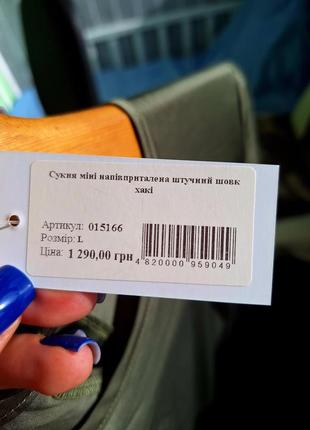 Сукня міні напівприталена штучний шовк
хакі
Артикул: 015166
Розмір: L
Ціна: 1 290,00 грн
4 820000 959049